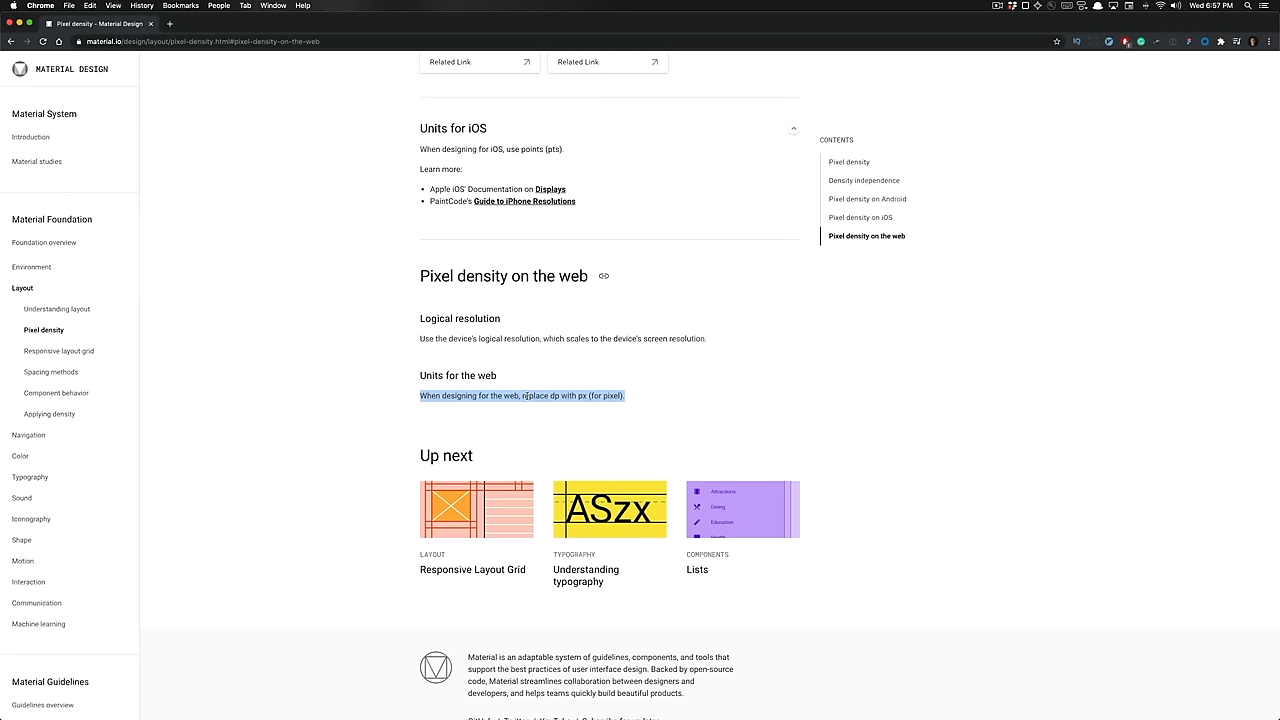 Chrome File Edit View History Bookmarks People Tab Window Help
Wed 6:57 PM
Pixel density - Material Design
material.io/design/layout/pixel-density.html#pixel-density-on-the-web
MATERIAL DESIGN
Material System
Introduction
Material studies
Material Foundation
Foundation overview
Environment
Layout
Understanding layout
Pixel density
Responsive layout grid
Spacing methods
Component behavior
Applying density
Navigation
Color
Typography
Sound
Iconography
Shape
Motion
Interaction
Communication
Machine learning
Material Guidelines
Guidelines overview
Related Link
Related Link
Units for iOS
When designing for iOS, use points (pts).
Learn more:
• Apple iOS' Documentation on Displays
• PaintCode's Guide to iPhone Resolutions
Pixel density on the web
Logical resolution
Use the device's logical resolution, which scales to the device's screen resolution.
Units for the web
When designing for the web, replace dp with px (for pixel).
Up next
ASzx
Attractions
Dining
Education
LAYOUT
Responsive Layout Grid
TYPOGRAPHY
Understanding
typography
COMPONENTS
Lists
Material is an adaptable system of guidelines, components, and tools that
support the best practices of user interface design. Backed by open-source
code, Material streamlines collaboration between designers and
developers, and helps teams quickly build beautiful products.
CONTENTS
Pixel density
Density independence
Pixel density on Android
Pixel density on iOS
Pixel density on the web